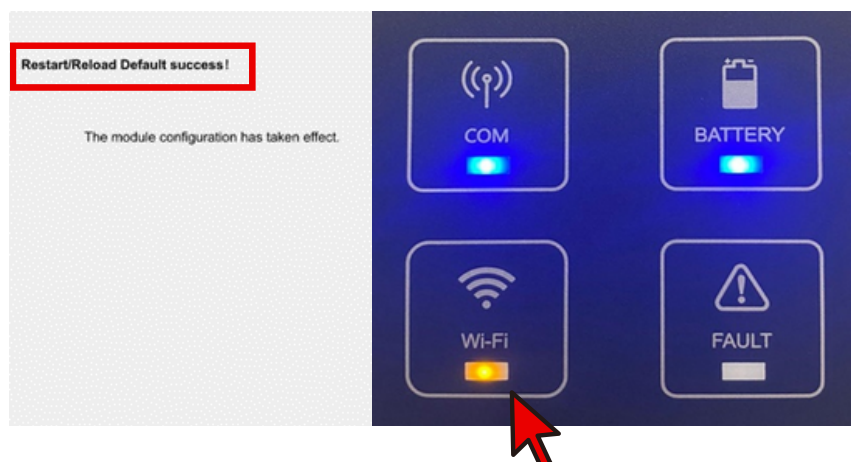 Restart/Reload Default success!
The module configuration has taken effect.
COM
BATTERY
Wi-Fi
FAULT